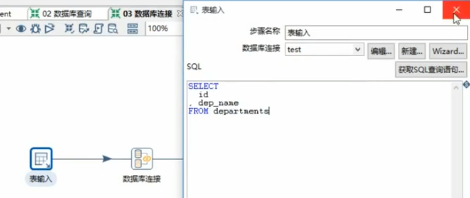 ent
02 数据库查询
03 数据库连接
100%
表输入
步骤名称
表输入
数据库连接
test
编辑...
新建...
Wizard...
SQL
获取SQL查询语句...
SELECT
id
, dep_name
FROM departments
表输入
数据库连接